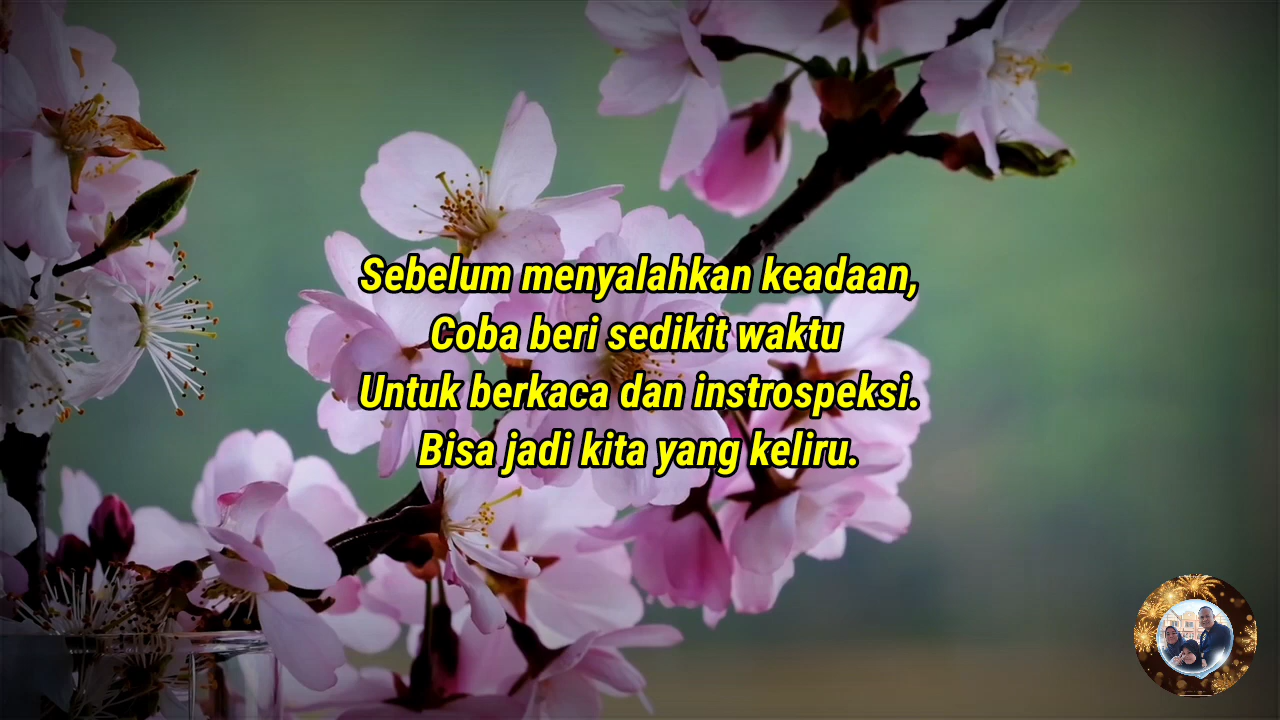 Sebelum menyalahkan keadaan,
Coba beri sedikit waktu
Untuk berkaca dan instrospeksi.
Bisa jadi kita yang keliru.